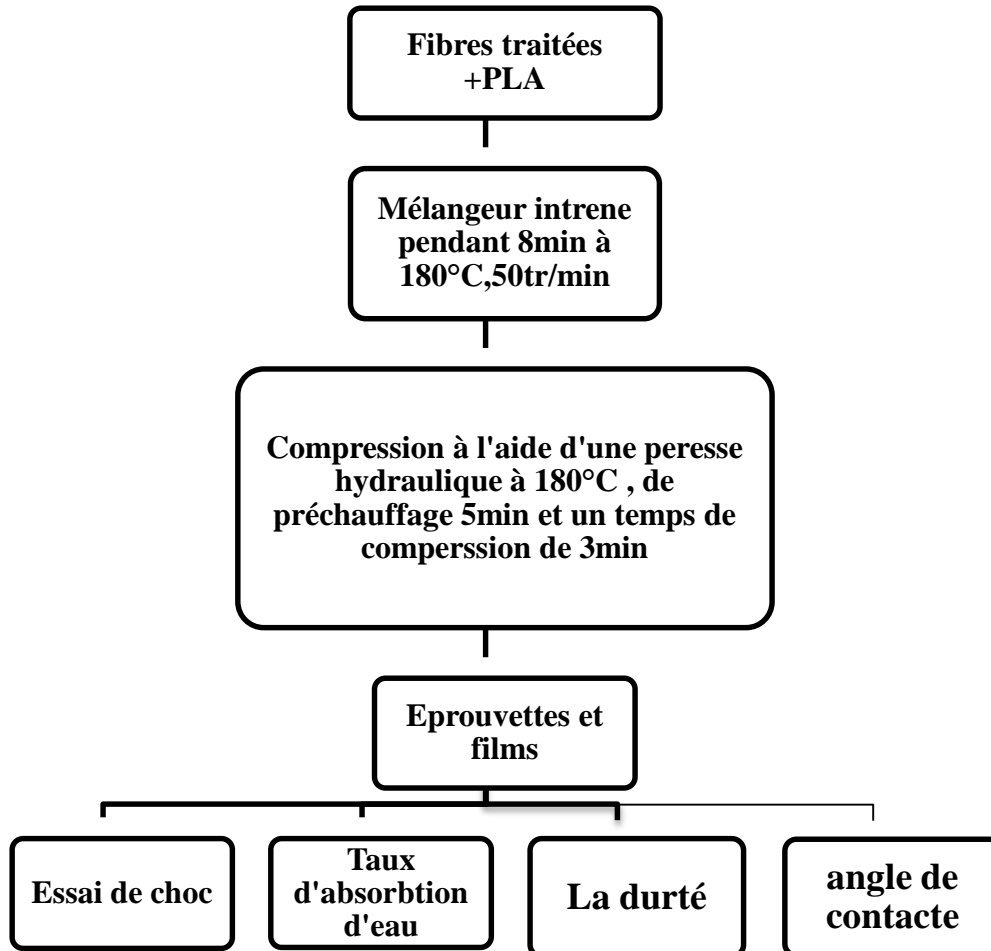 Fibres traitées
+PLA
Mélangeur intrene
pendant 8min à
180°C,50tr/min
Compression à l'aide d'une peresse
hydraulique à 180°C , de
préchauffage 5min et un temps de
comperssion de 3min
Eprouvettes et
films
Essai de choc
Taux
d'absorbtion
d'eau
La durté
angle de
contacte